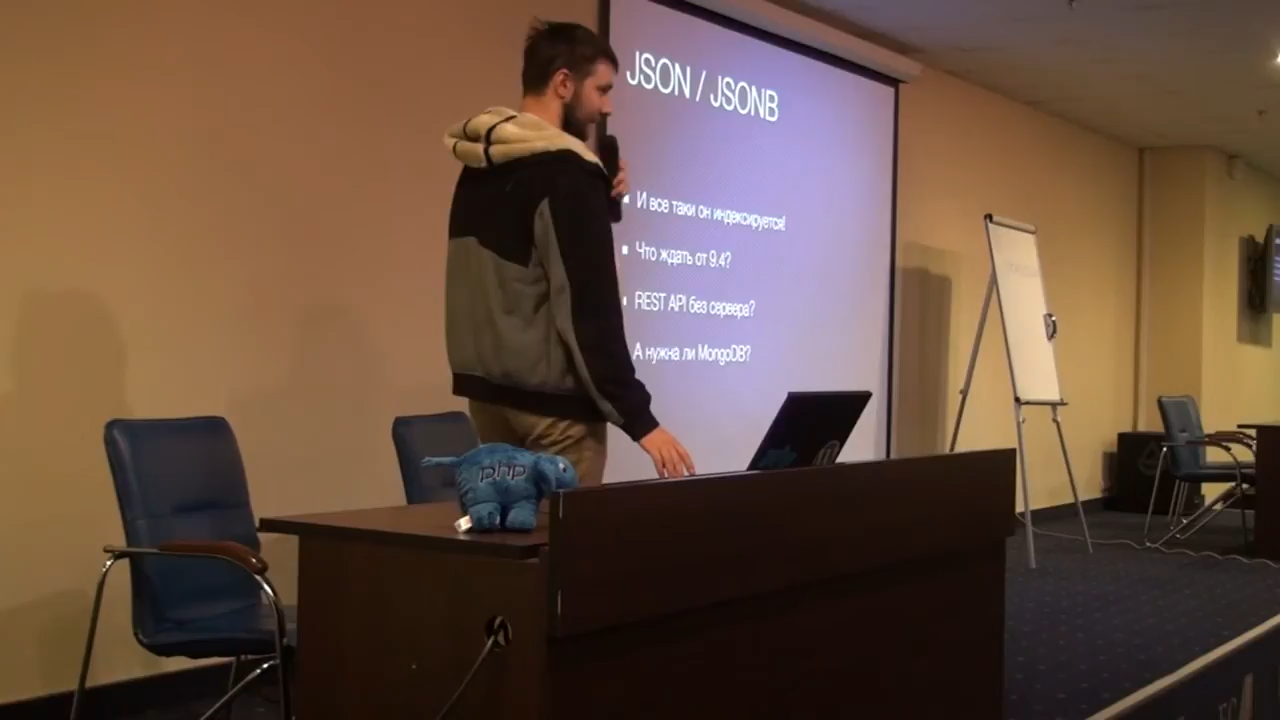 JSON / JSONB
И все таки он индексируется!
Что ждать от 9.4?
REST API без сервера?
А нужна ли MongoDB?
php